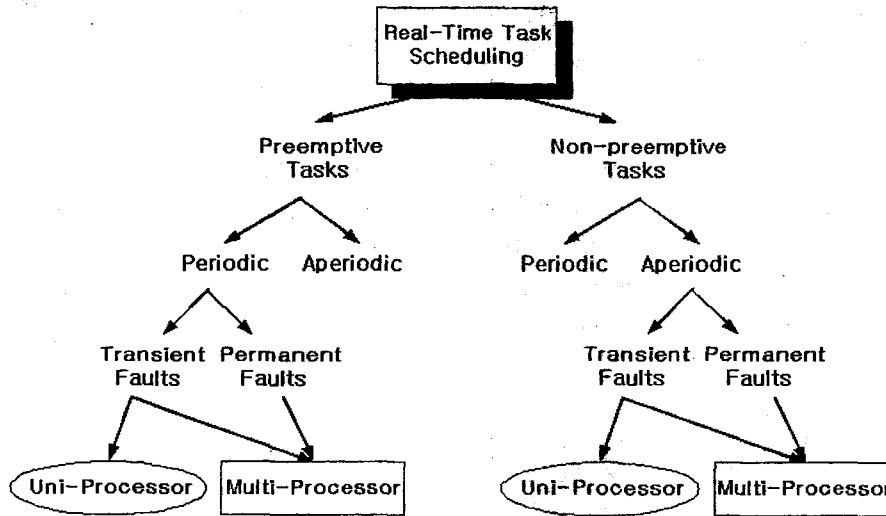 Real-Time Task
Scheduling
Preemptive
Tasks
Non-preemptive
Tasks
Periodic
Aperiodic
Periodic
Aperiodic
Transient
Faults
Permanent
Faults
Transient
Faults
Permanent
Faults
Uni-Processor
Multi-Processor
Uni-Processor
Multi-Processor